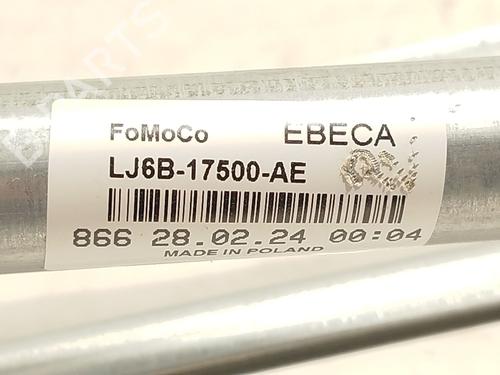 FoMoCo EBECA
LJ6B-17500-AE
866 28.02.24 00:04
MADE IN POLAND